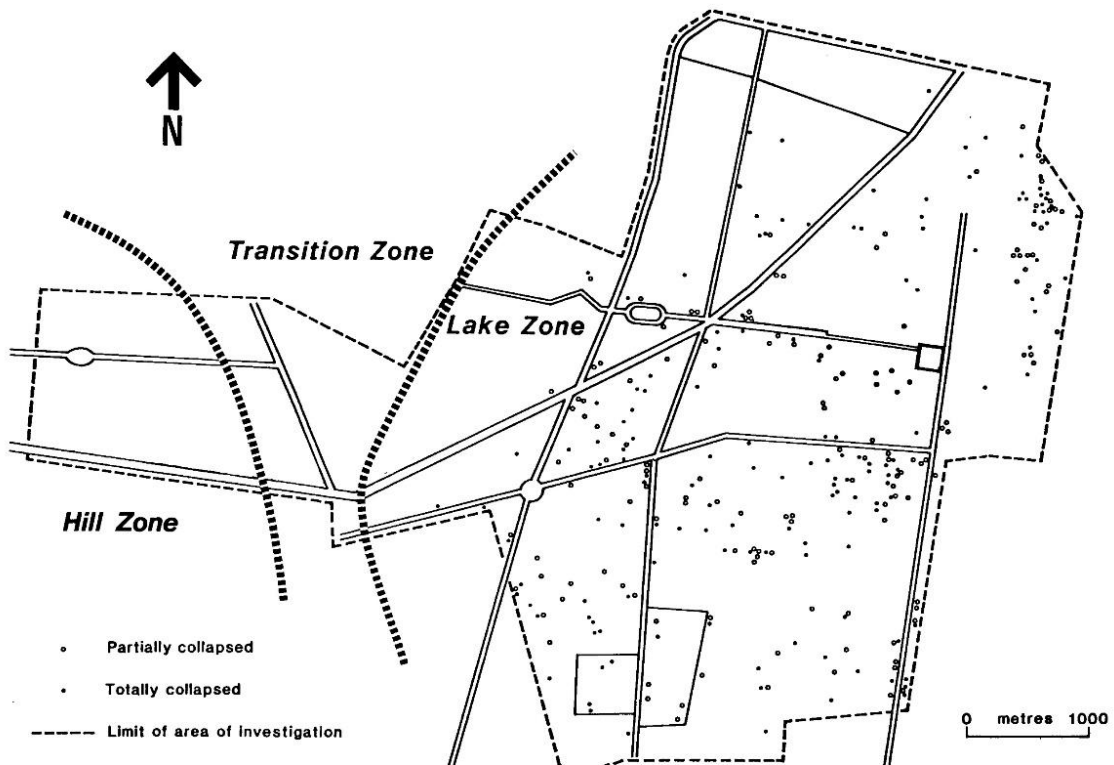 N
Transition Zone
Lake Zone
Hill Zone
Partially collapsed
Totally collapsed
Limit of area of investigation
0 metres 1000